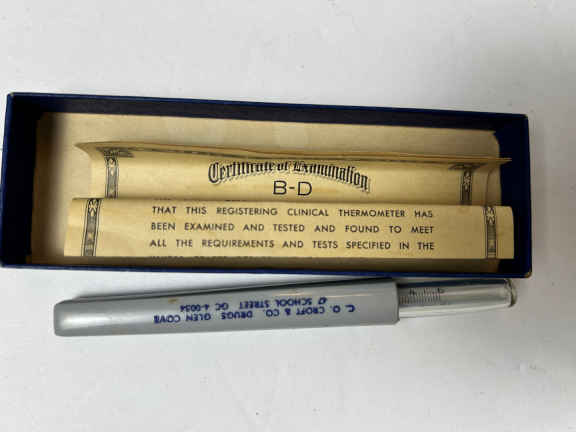 Certificate of Examination
B-D
THAT THIS REGISTERING CLINICAL THERMOMETER HAS
BEEN EXAMINED AND TESTED AND FOUND TO MEET
ALL THE REQUIREMENTS AND TESTS SPECIFIED IN THE
C. O. CROFT & CO. DRUGS GLEN COVE
47 SCHOOL STREET GC 4-0054